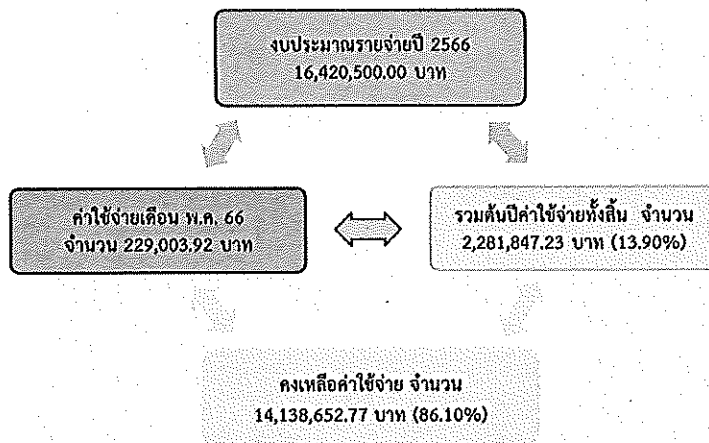 งบประมาณรายจ่ายปี 2566
16,420,500.00 บาท
ค่าใช้จ่ายเดือน พ.ค. 66
จำนวน 229,003.92 บาท
รวมต้นปีค่าใช้จ่ายทั้งสิ้น จำนวน
2,281,847.23 บาท (13.90%)
คงเหลือค่าใช้จ่าย จำนวน
14,138,652.77 บาท (86.10%)